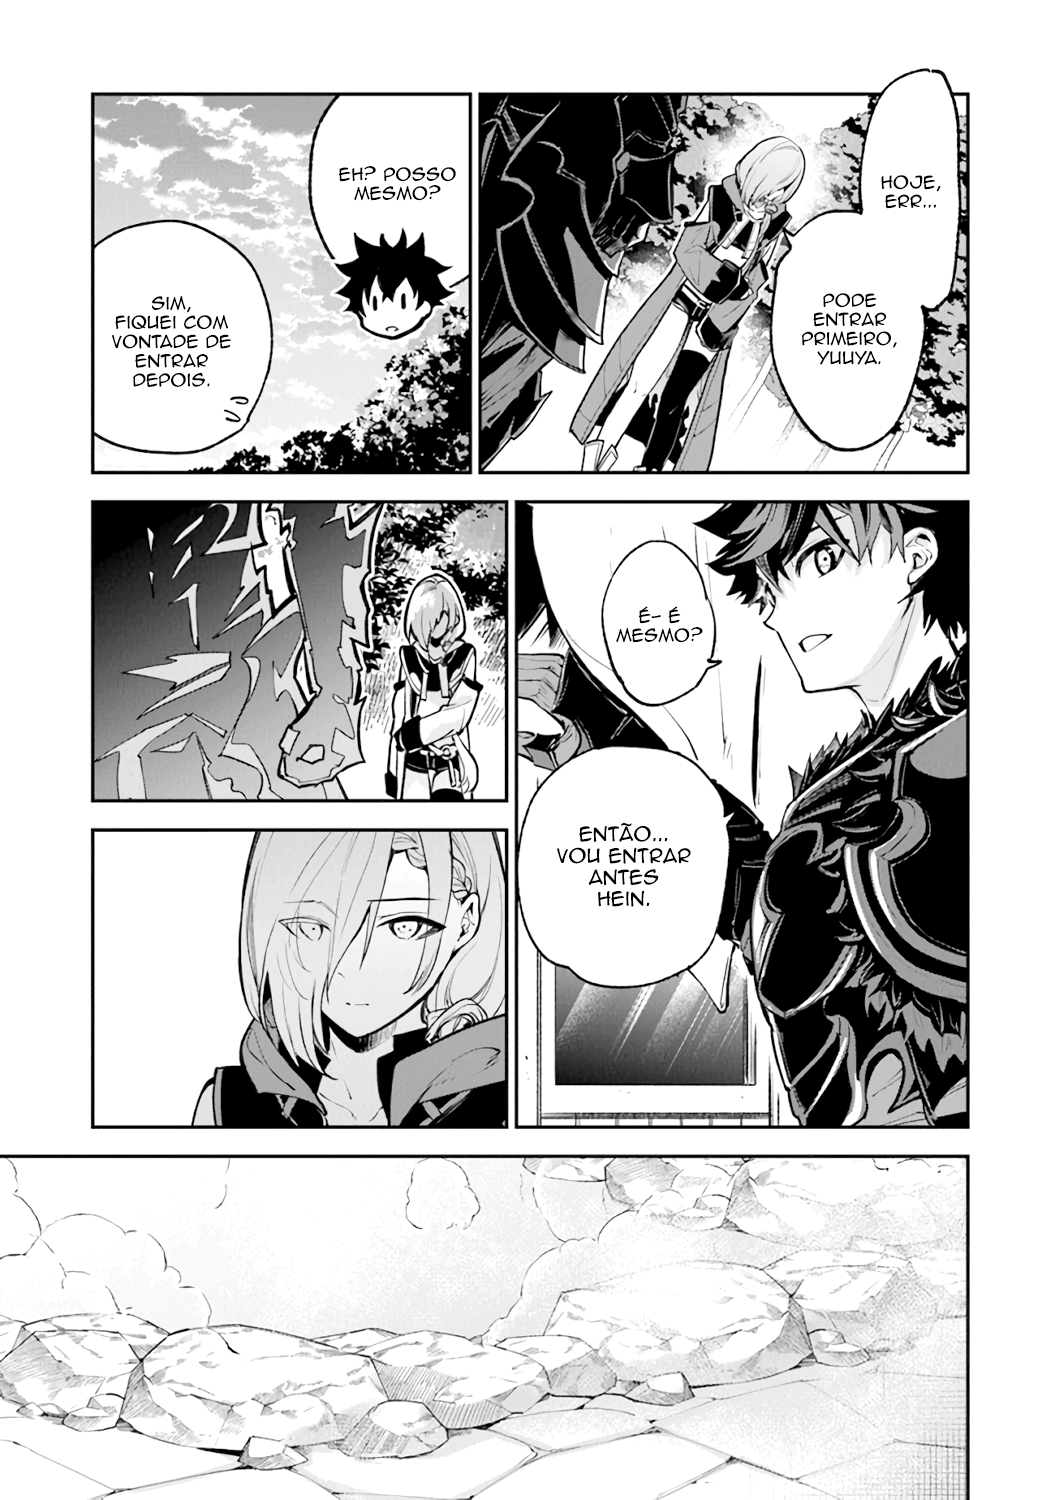 HOJE,
ERR...
PODE
ENTRAR
PRIMEIRO,
YUUYA.
EH? POSSO
MESMO?
SIM,
FIQUEI COM
VONTADE DE
ENTRAR
DEPOIS.
É- É
MESMO?
ENTÃO...
VOU ENTRAR
ANTES
HEIN.